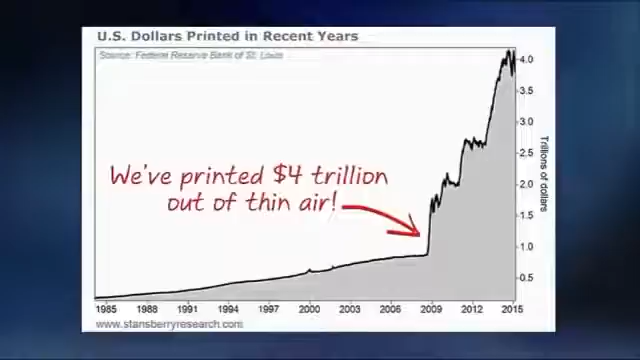 U.S. Dollars Printed in Recent Years
Source: Federal Reserve Bank of St. Louis
4.0
3.5
3.0
2.5
2.0
1.5
1.0
0.5
Trillions of dollars
We've printed $4 trillion
out of thin air!
1985 1988 1991 1994 1997 2000 2003 2006 2009 2012 2015
www.stansberryresearch.com